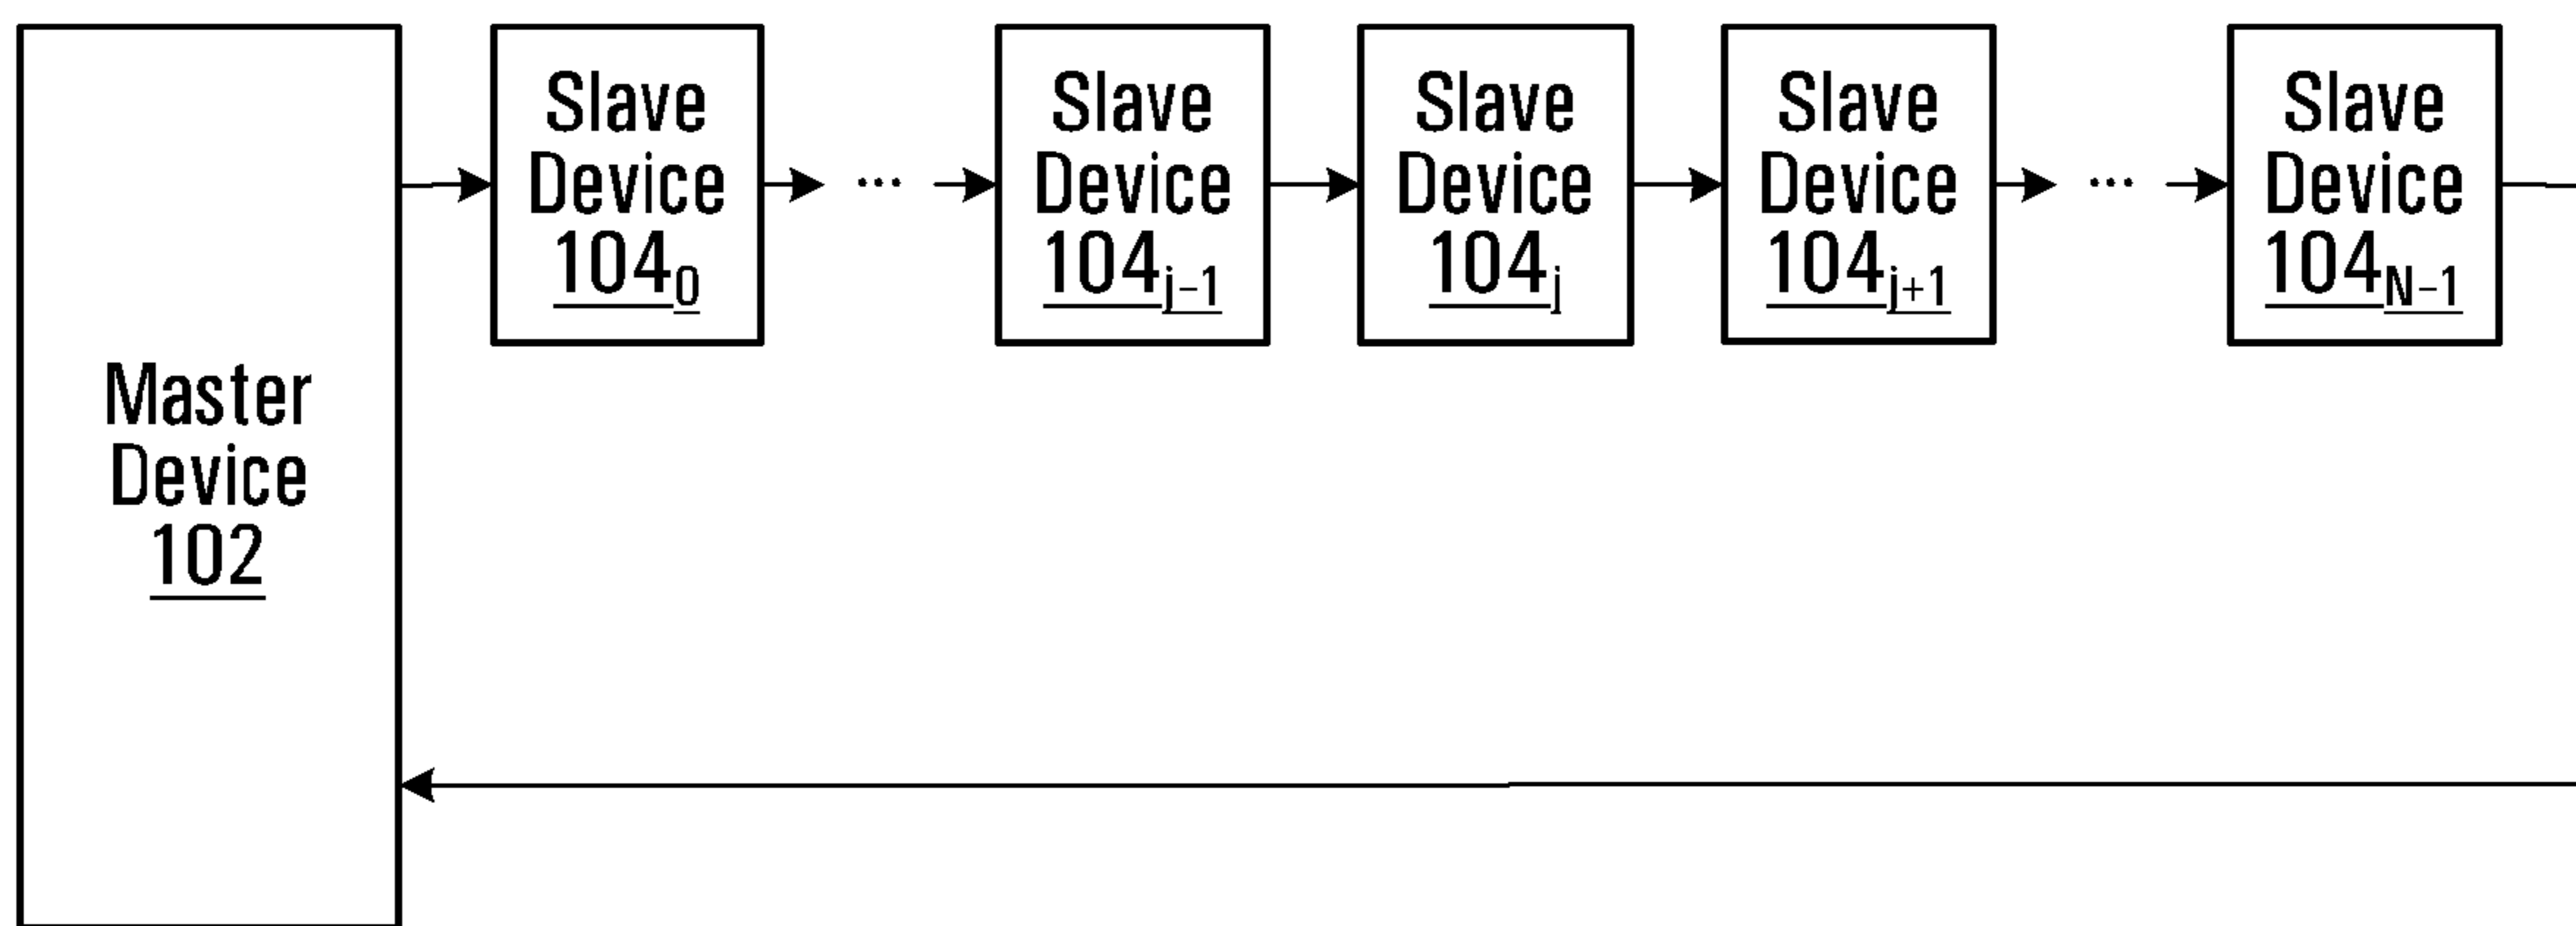 Slave
Device
104₀
...
Slave
Device
104ⱼ₋₁
Slave
Device
104ⱼ
Slave
Device
104ⱼ₊₁
...
Slave
Device
104_N-1
Master
Device
102